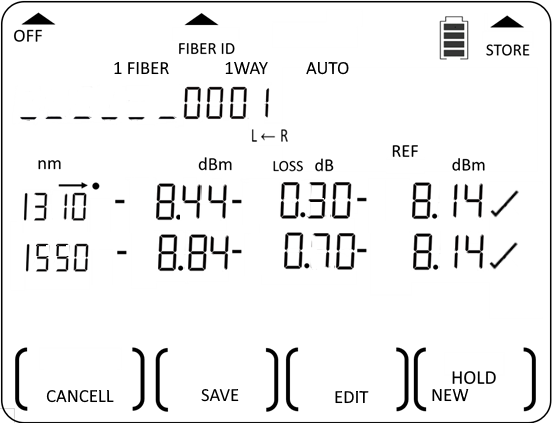 OFF
FIBER ID
STORE
1 FIBER 1WAY AUTO
_ _ _ _ _ _0001
L ← R
nm dBm LOSS dB REF dBm
1310 - 8.44 - 0.30 - 8.14 ✓
1550 - 8.84 - 0.70 - 8.14 ✓
CANCELL SAVE EDIT HOLD
NEW